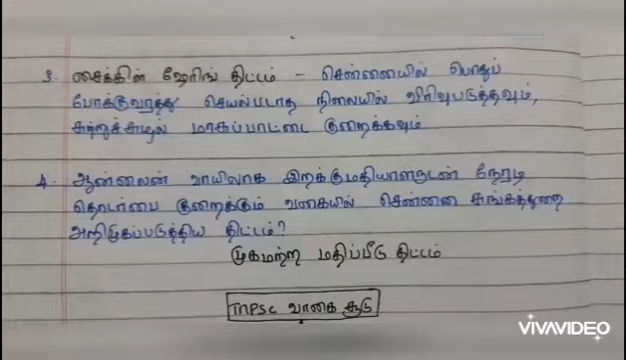 3. சைக்கிள் ஷேரிங் திட்டம் - சென்னையில் பொதுப்
போக்குவரத்து செயல்படாத நிலையில் விரிவுபடுத்தவும்,
சுற்றுச்சூழல் மாசுப்பாட்டை குறைக்கவும்
4. ஆன்லைன் வாயிலாக இறக்குமதியாளருடன் நேரடி
தொடர்பை குறைக்கும் வகையில் சென்னை சுங்கத்துறை
அறிமுகப்படுத்திய திட்டம்?
முகமற்ற மதிப்பீடு திட்டம்
TNPSC வாகை சூடு
VIVAVIDEO